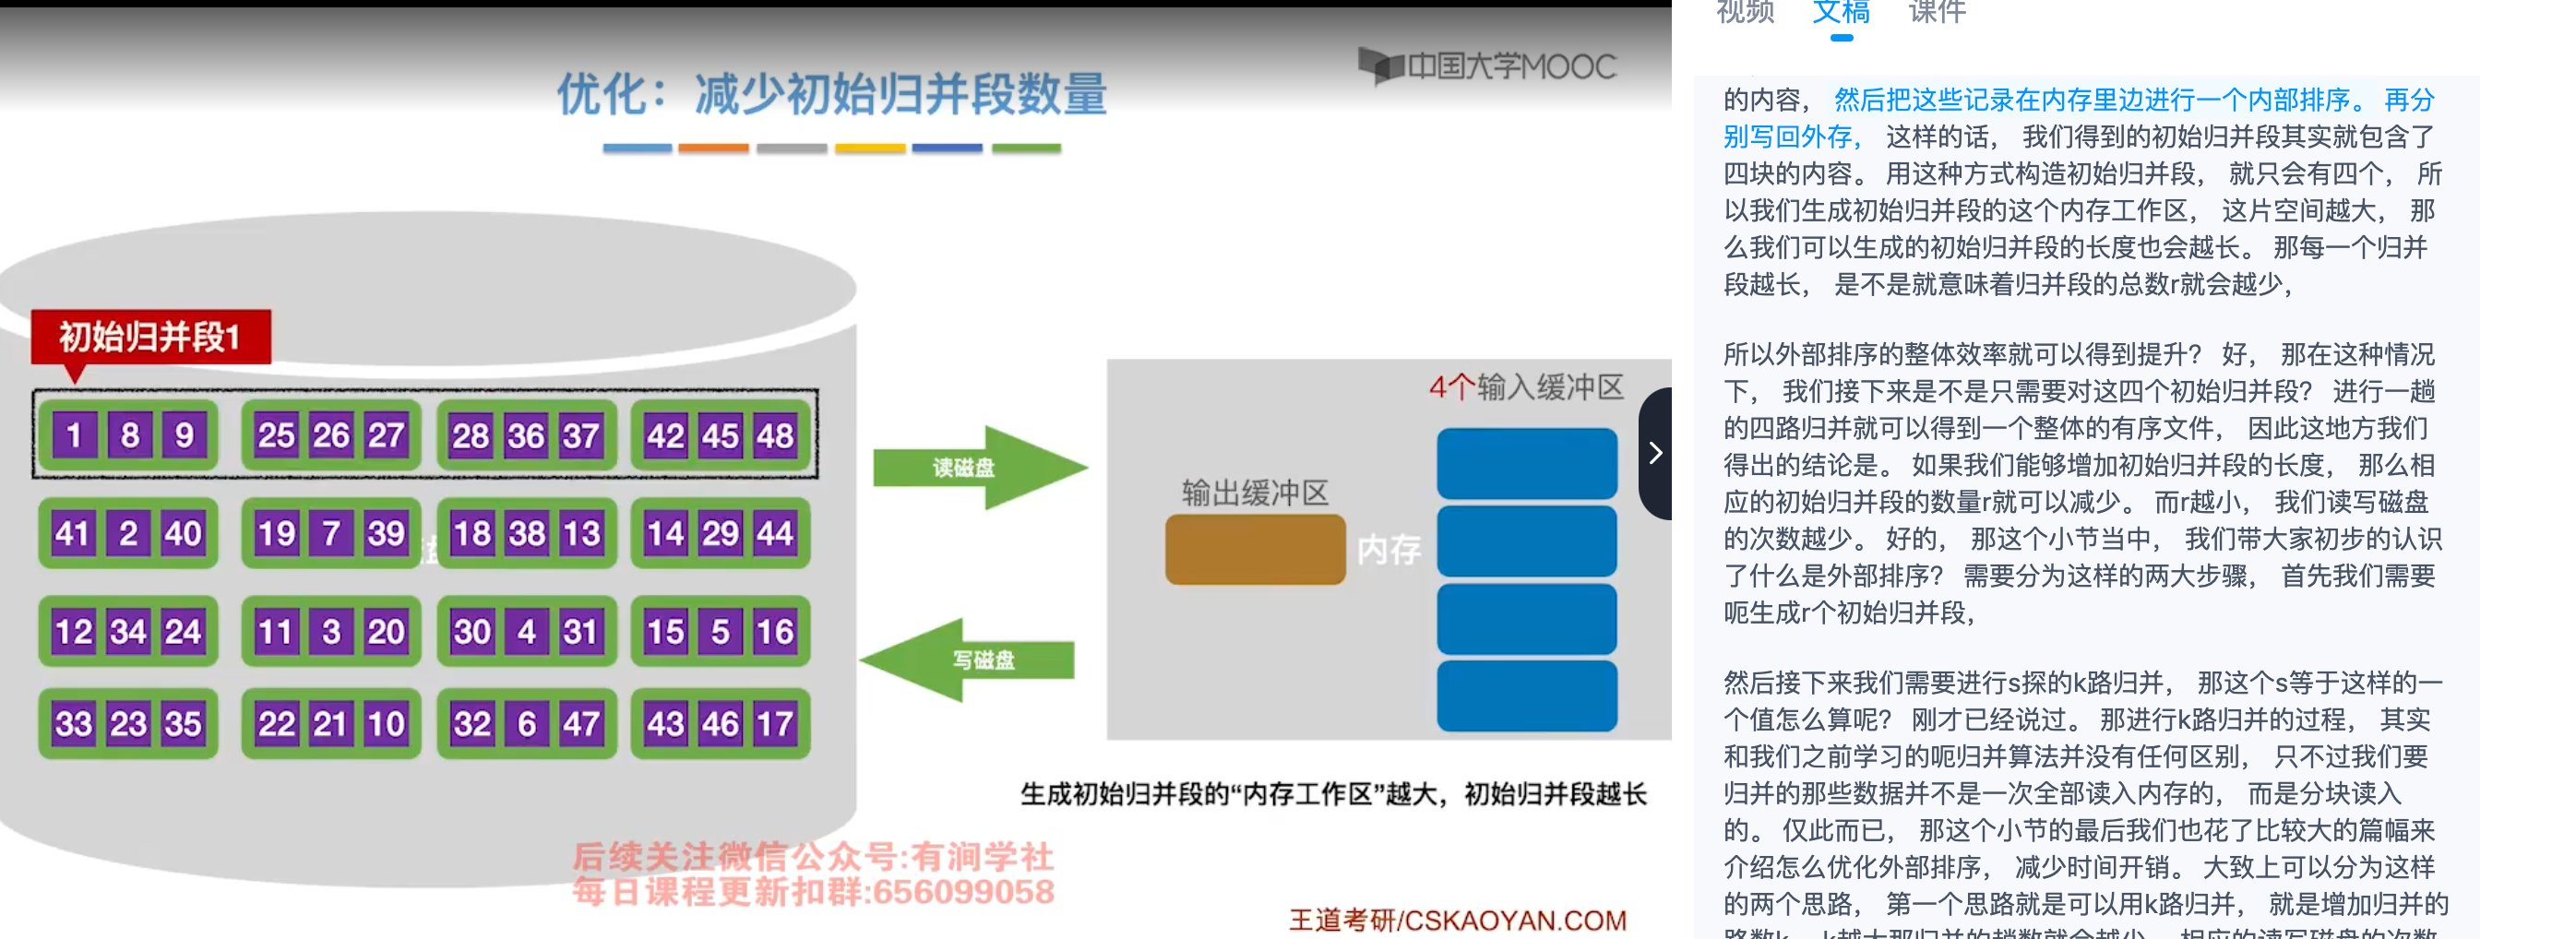 中国大学MOOC
优化：减少初始归并段数量
初始归并段1
1 8 9 25 26 27 28 36 37 42 45 48
41 2 40 19 7 39 18 38 13 14 29 44
12 34 24 11 3 20 30 4 31 15 5 16
33 23 35 22 21 10 32 6 47 43 46 17
读磁盘
写磁盘
4个输入缓冲区
输出缓冲区
内存
生成初始归并段的“内存工作区”越大，初始归并段越长
后续关注微信公众号:有涧学社
每日课程更新扣群:656099058
王道考研/CSKAOYAN.COM
视频 文稿 课件
的内容， 然后把这些记录在内存里边进行一个内部排序。 再分
别写回外存， 这样的话， 我们得到的初始归并段其实就包含了
四块的内容。 用这种方式构造初始归并段， 就只会有四个， 所
以我们生成初始归并段的这个内存工作区， 这片空间越大， 那
么我们可以生成的初始归并段的长度也会越长。 那每一个归并
段越长， 是不是就意味着归并段的总数r就会越少，
所以外部排序的整体效率就可以得到提升？ 好， 那在这种情况
下， 我们接下来是不是只需要对这四个初始归并段？ 进行一趟
的四路归并就可以得到一个整体的有序文件， 因此这地方我们
得出的结论是。 如果我们能够增加初始归并段的长度， 那么相
应的初始归并段的数量r就可以减少。 而r越小， 我们读写磁盘
的次数越少。 好的， 那这个小节当中， 我们带大家初步的认识
了什么是外部排序？ 需要分为这样的两大步骤， 首先我们需要
呃生成r个初始归并段，
然后接下来我们需要进行s探的k路归并， 那这个s等于这样的一
个值怎么算呢？ 刚才已经说过。 那进行k路归并的过程， 其实
和我们之前学习的呃归并算法并没有任何区别， 只不过我们要
归并的那些数据并不是一次全部读入内存的， 而是分块读入
的。 仅此而已， 那这个小节的最后我们也花了比较大的篇幅来
介绍怎么优化外部排序， 减少时间开销。 大致上可以分为这样
的两个思路， 第一个思路就是可以用k路归并， 就是增加归并的
路数k， k越大那归并的趟数就会越少， 相应的读写磁盘的次数